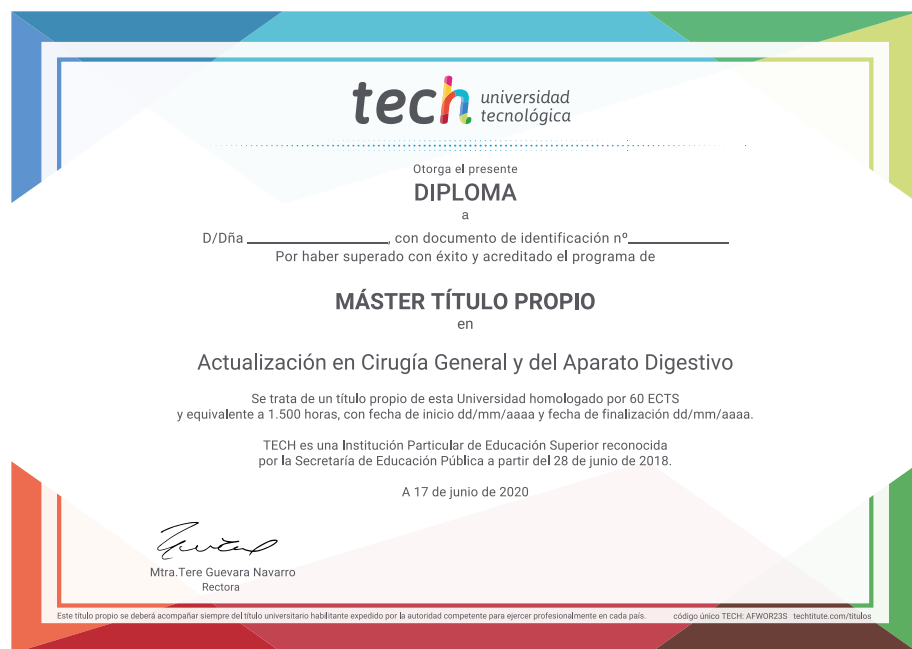 tech universidad
tecnológica
Otorga el presente
DIPLOMA
a
D/Dña ____________________, con documento de identificación nº______________
Por haber superado con éxito y acreditado el programa de
MÁSTER TÍTULO PROPIO
en
Actualización en Cirugía General y del Aparato Digestivo
Se trata de un título propio de esta Universidad homologado por 60 ECTS
y equivalente a 1.500 horas, con fecha de inicio dd/mm/aaaa y fecha de finalización dd/mm/aaaa.
TECH es una Institución Particular de Educación Superior reconocida
por la Secretaría de Educación Pública a partir del 28 de junio de 2018.
A 17 de junio de 2020
Mtra.Tere Guevara Navarro
Rectora
Este título propio se deberá acompañar siempre del título universitario habilitante expedido por la autoridad competente para ejercer profesionalmente en cada país. código único TECH: AFWOR23S techtitute.com/titulos